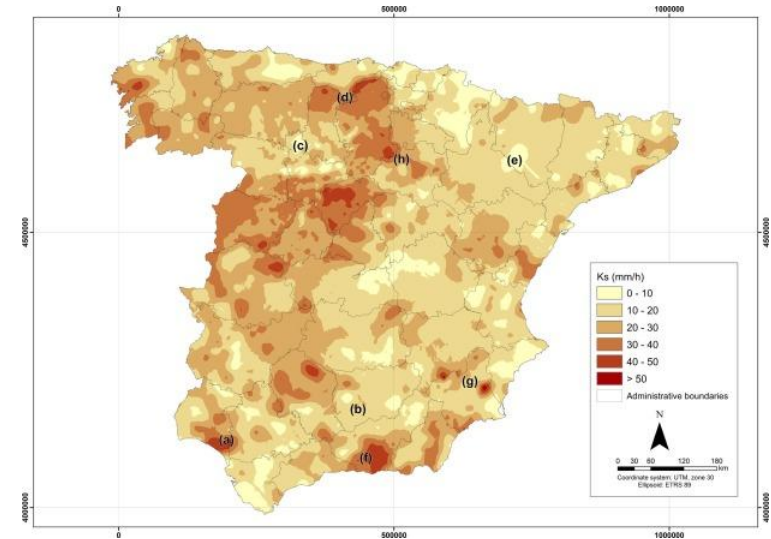 0 500000 1000000
(d)
(c)
(h)
(e)
4500000 4500000
Ks (mm/h)
0 - 10
10 - 20
20 - 30
30 - 40
40 - 50
> 50
Administrative boundaries
(g)
(b)
N
(a)
(f)
0 30 60 120 180
km
Coordinate system: UTM, zone 30
Ellipsoid: ETRS 89
4000000 4000000
0 500000 1000000